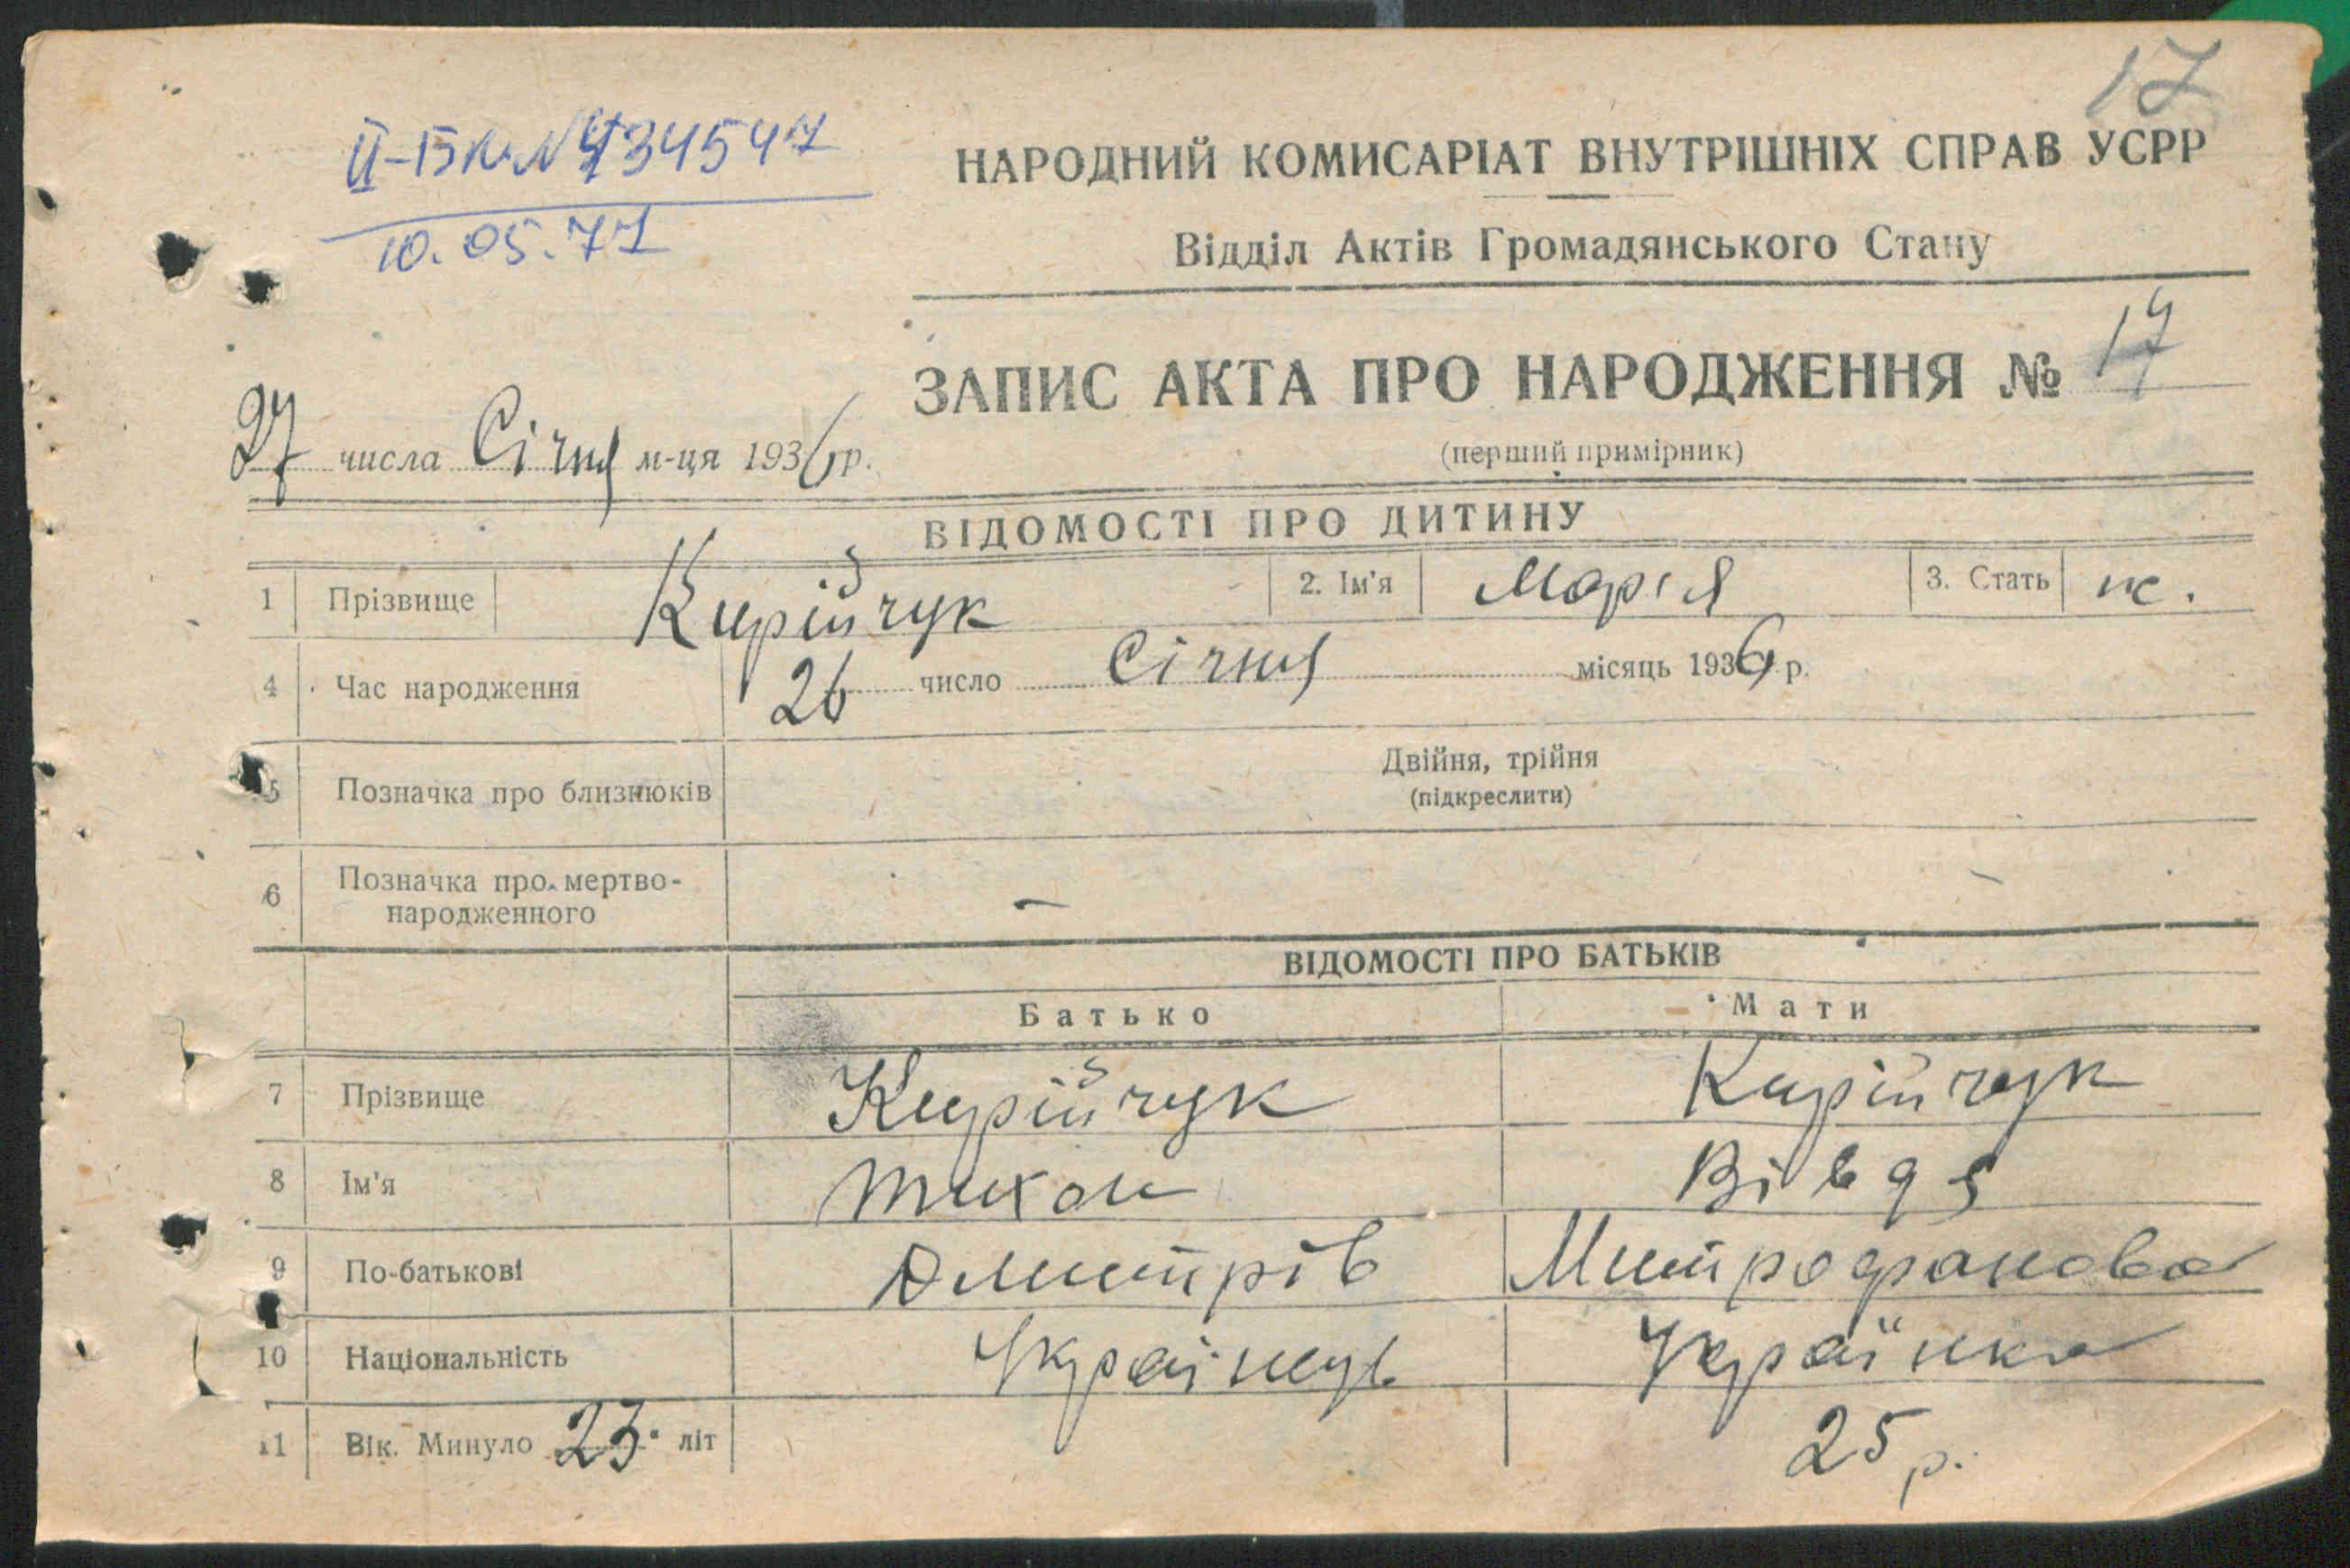 17
ІІ-БК № 434547
10.05.77
НАРОДНИЙ КОМИСАРІАТ ВНУТРІШНІХ СПРАВ УСРР
Відділ Актів Громадянського Стану
ЗАПИС АКТА ПРО НАРОДЖЕННЯ № 17
(перший примірник)
27 числа Січня м-ця 1936 р.
ВІДОМОСТІ ПРО ДИТИНУ
1 Прізвище Кирійчук 2. Ім'я Марія 3. Стать ж.
4 Час народження 26 число Січня місяць 1936 р.
5 Позначка про близнюків Двійня, трійня
(підкреслити)
6 Позначка про мертво-
народженного —
ВІДОМОСТІ ПРО БАТЬКІВ
Батько Мати
7 Прізвище Кирійчук Кирійчук
8 Ім'я Тихон Вівдя
9 По-батькові Дмитрів Митрофанова
10 Національність Українець Українка
11 Вік. Минуло 23 літ 25 р.